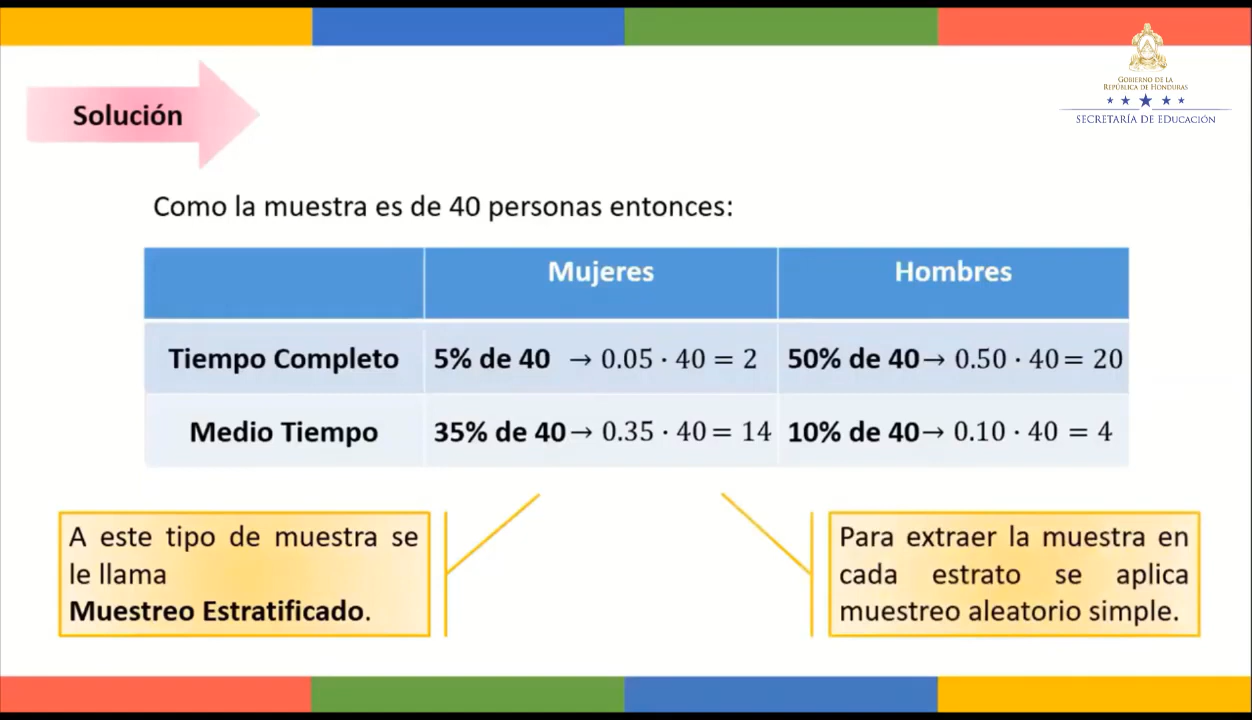 GOBIERNO DE LA
REPÚBLICA DE HONDURAS
SECRETARÍA DE EDUCACIÓN
Solución
Como la muestra es de 40 personas entonces:
Mujeres Hombres
Tiempo Completo 5% de 40 → 0.05 · 40 = 2 50% de 40→ 0.50 · 40 = 20
Medio Tiempo 35% de 40→ 0.35 · 40 = 14 10% de 40→ 0.10 · 40 = 4
A este tipo de muestra se
le llama
Muestreo Estratificado.
Para extraer la muestra en
cada estrato se aplica
muestreo aleatorio simple.